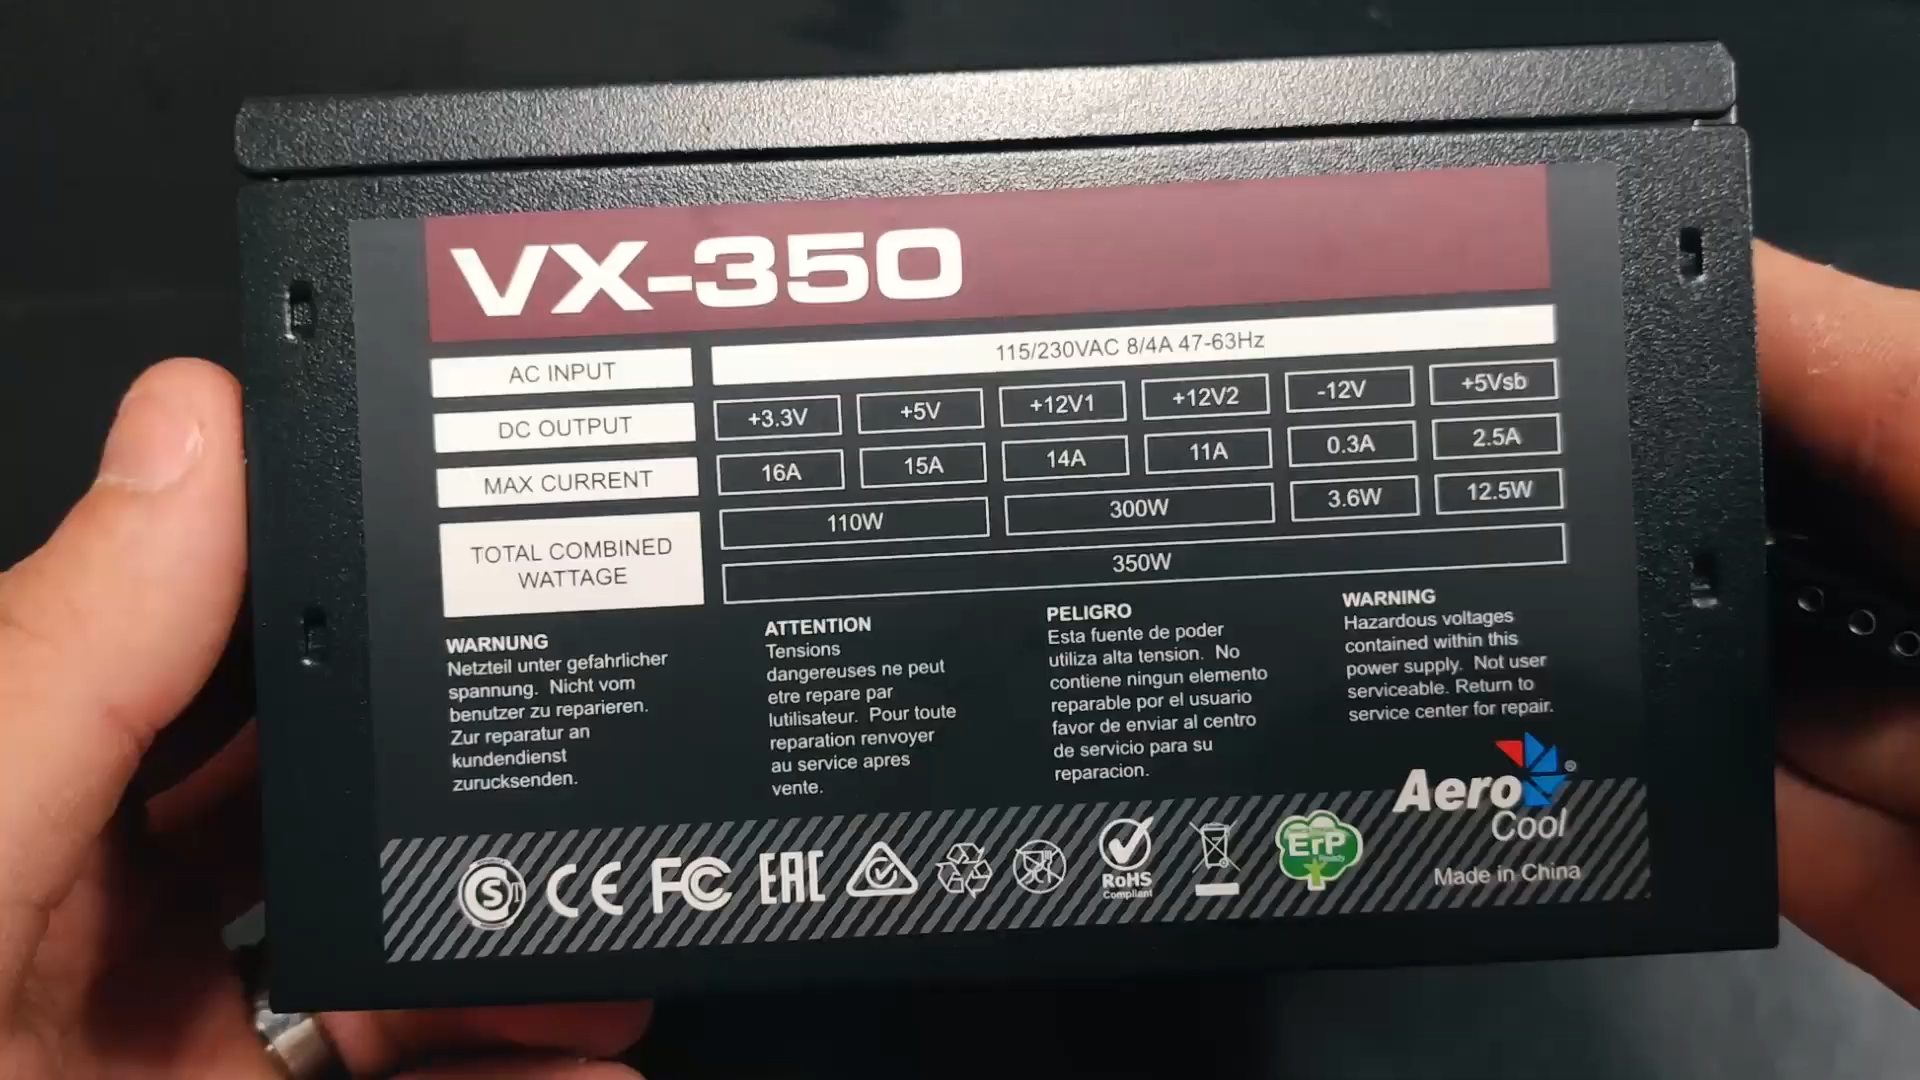 VX-350
AC INPUT 115/230VAC 8/4A 47-63Hz
DC OUTPUT +3.3V +5V +12V1 +12V2 -12V +5Vsb
MAX CURRENT 16A 15A 14A 11A 0.3A 2.5A
TOTAL COMBINED
WATTAGE
110W 300W 3.6W 12.5W
350W
WARNUNG
Netzteil unter gefahrlicher
spannung. Nicht vom
benutzer zu reparieren.
Zur reparatur an
kundendienst
zurucksenden.
ATTENTION
Tensions
dangereuses ne peut
etre repare par
lutilisateur. Pour toute
reparation renvoyer
au service apres
vente.
PELIGRO
Esta fuente de poder
utiliza alta tension. No
contiene ningun elemento
reparable por el usuario
favor de enviar al centro
de servicio para su
reparacion.
WARNING
Hazardous voltages
contained within this
power supply. Not user
serviceable. Return to
service center for repair.
Aero
Cool
®
CE FC EAC
RoHS
Compliant
ErP
Ready
Made in China